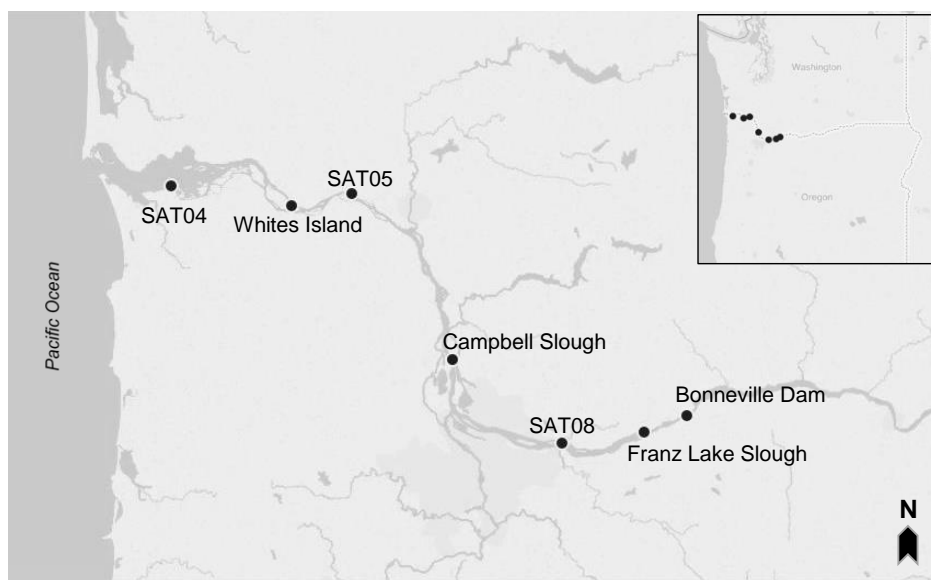 Washington
Oregon
SAT05
SAT04
Whites Island
Pacific Ocean
Campbell Slough
Bonneville Dam
SAT08
Franz Lake Slough
N